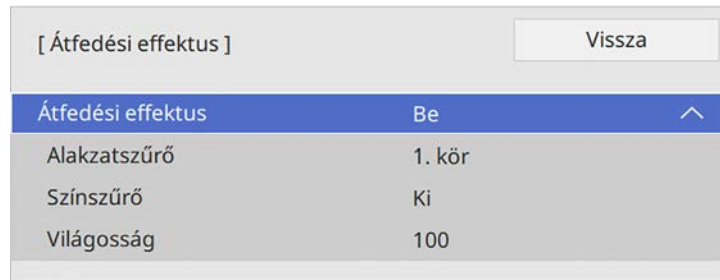 [ Átfedési effektus ] Vissza
Átfedési effektus Be
Alakzatszűrő 1. kör
Színszűrő Ki
Világosság 100